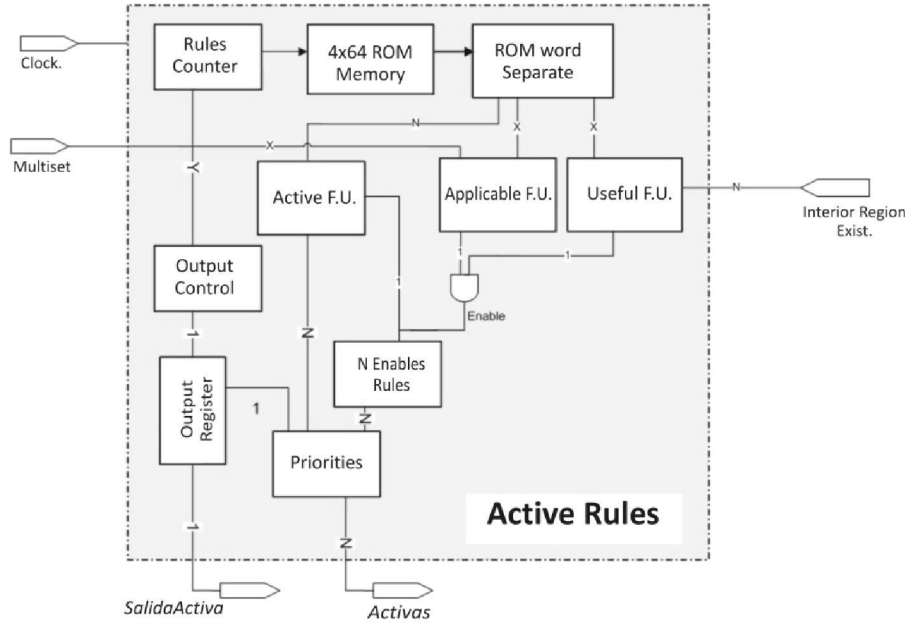 Rules
Counter
4x64 ROM
Memory
ROM word
Separate
Clock.
N
X
X
Multiset
X
Y
Active F.U.
Applicable F.U.
Useful F.U.
N
Interior Region
Exist.
Output
Control
1
1
1
Enable
N
1
N Enables
Rules
Output
Register
1
N
Priorities
Active Rules
1
N
SalidaActiva
Activas